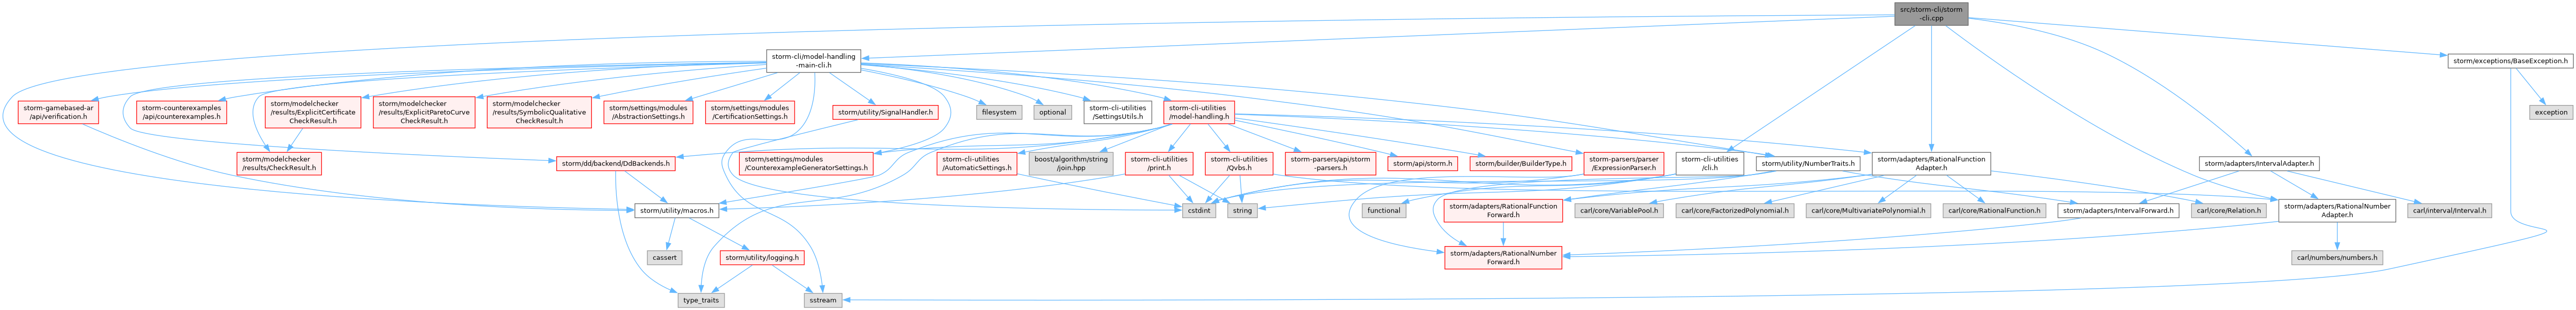 src/storm-cli/storm
-cli.cpp
storm-cli/model-handling
-main-cli.h
storm/exceptions/BaseException.h
storm-gamebased-ar
/api/verification.h
storm-counterexamples
/api/counterexamples.h
storm/modelchecker
/results/ExplicitCertificate
CheckResult.h
storm/modelchecker
/results/ExplicitParetoCurve
CheckResult.h
storm/modelchecker
/results/SymbolicQualitative
CheckResult.h
storm/settings/modules
/AbstractionSettings.h
storm/settings/modules
/CertificationSettings.h
storm/utility/SignalHandler.h
filesystem
optional
storm-cli-utilities
/SettingsUtils.h
storm-cli-utilities
/model-handling.h
exception
storm/modelchecker
/results/CheckResult.h
storm/dd/backend/DdBackends.h
storm/settings/modules
/CounterexampleGeneratorSettings.h
storm-cli-utilities
/AutomaticSettings.h
boost/algorithm/string
/join.hpp
storm-cli-utilities
/print.h
storm-cli-utilities
/Qvbs.h
storm-parsers/api/storm
-parsers.h
storm/api/storm.h
storm/builder/BuilderType.h
storm-parsers/parser
/ExpressionParser.h
storm-cli-utilities
/cli.h
storm/utility/NumberTraits.h
storm/adapters/RationalFunction
Adapter.h
storm/adapters/IntervalAdapter.h
storm/utility/macros.h
cstdint
string
functional
storm/adapters/RationalFunction
Forward.h
carl/core/VariablePool.h
carl/core/FactorizedPolynomial.h
carl/core/MultivariatePolynomial.h
carl/core/RationalFunction.h
storm/adapters/IntervalForward.h
carl/core/Relation.h
storm/adapters/RationalNumber
Adapter.h
carl/interval/Interval.h
cassert
storm/utility/logging.h
storm/adapters/RationalNumber
Forward.h
carl/numbers/numbers.h
type_traits
sstream